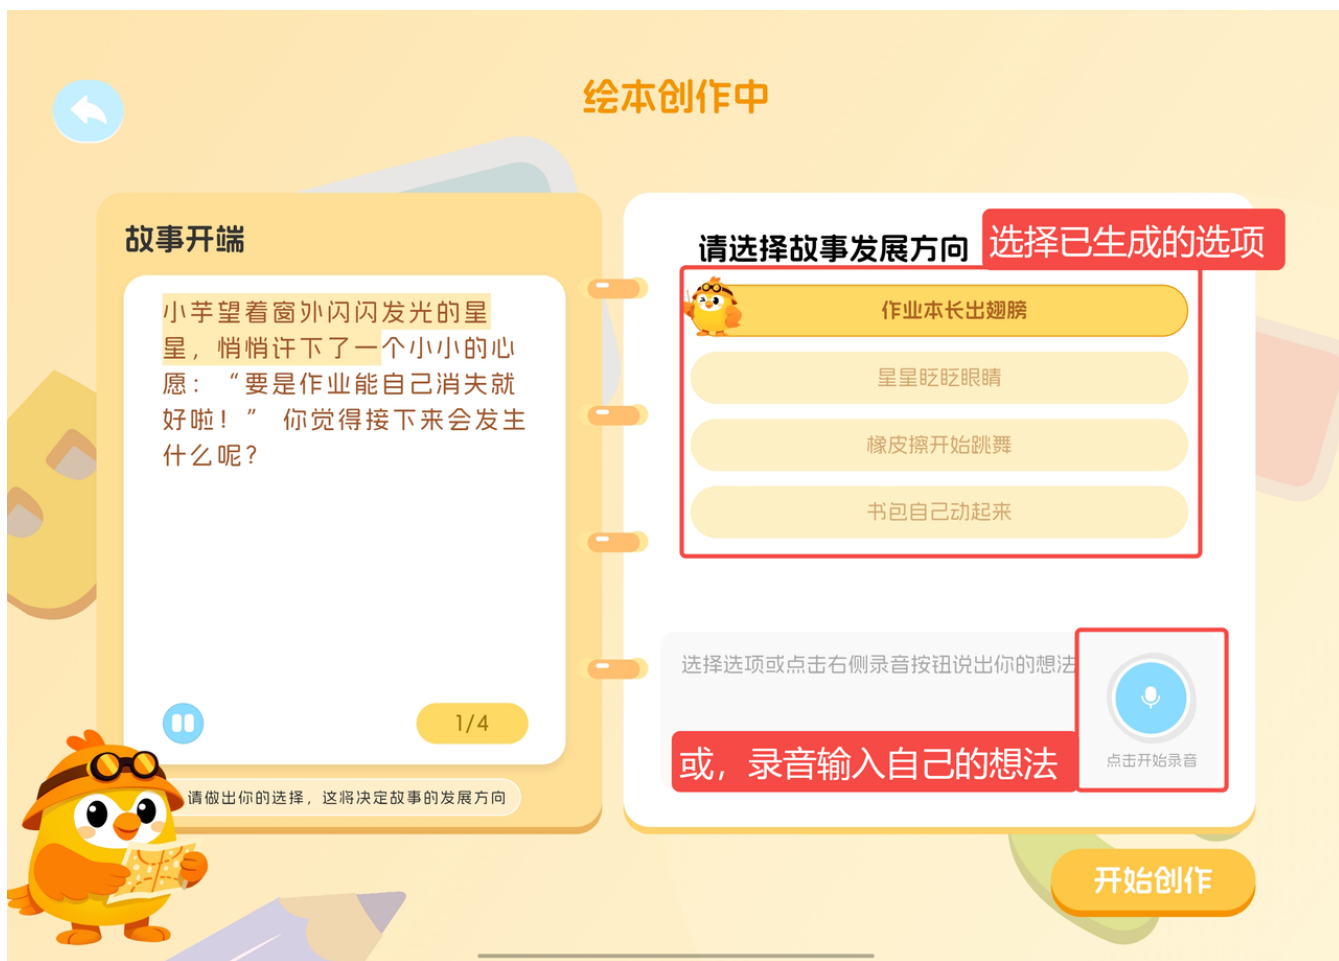 绘本创作中
故事开端
小芋望着窗外闪闪发光的星
星，悄悄许下了一个小小的心
愿：“要是作业能自己消失就
好啦！” 你觉得接下来会发生
什么呢？
1/4
请做出你的选择，这将决定故事的发展方向
请选择故事发展方向
选择已生成的选项
作业本长出翅膀
星星眨眨眼睛
橡皮擦开始跳舞
书包自己动起来
选择选项或点击右侧录音按钮说出你的想法
或，录音输入自己的想法
点击开始录音
开始创作